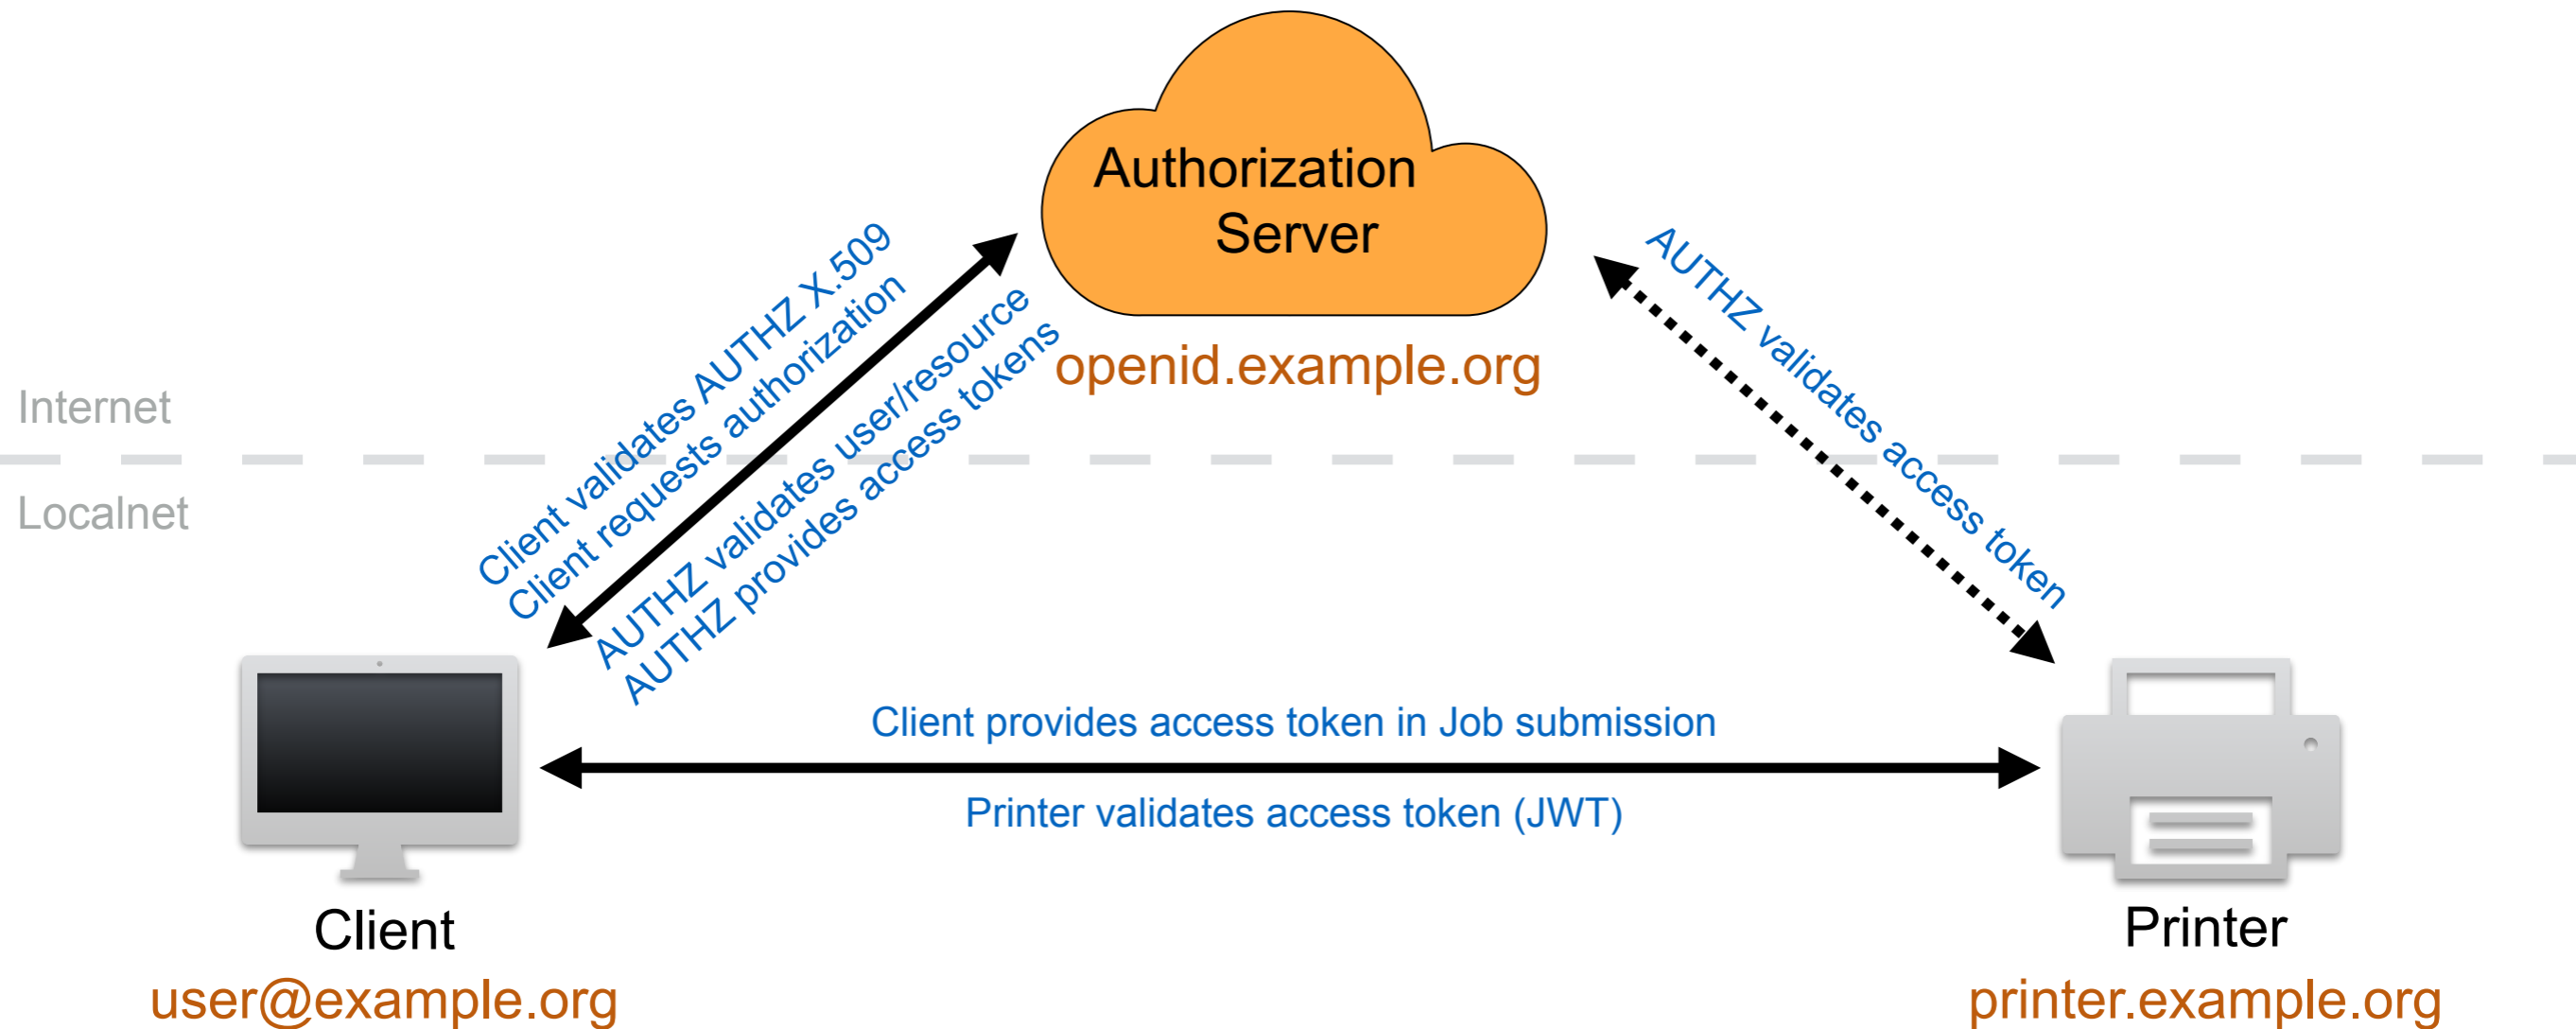 Authorization
Server
openid.example.org
Client validates AUTHZ X.509
Client requests authorization
AUTHZ validates user/resource
AUTHZ provides access tokens
AUTHZ validates access token
Internet
Localnet
Client provides access token in Job submission
Printer validates access token (JWT)
Client
user@example.org
Printer
printer.example.org